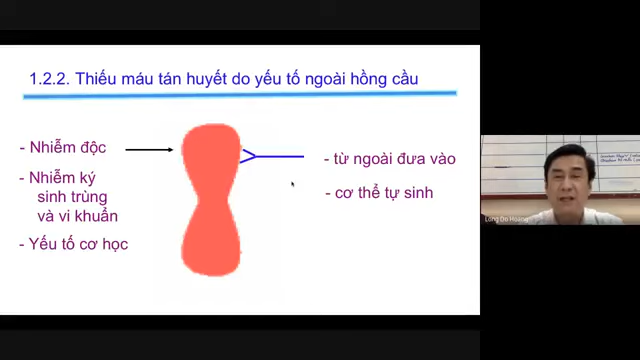 1.2.2. Thiếu máu tán huyết do yếu tố ngoài hồng cầu
- Nhiễm độc
- Nhiễm ký
sinh trùng
và vi khuẩn
- Yếu tố cơ học
- từ ngoài đưa vào
- cơ thể tự sinh
Long Do Hoang